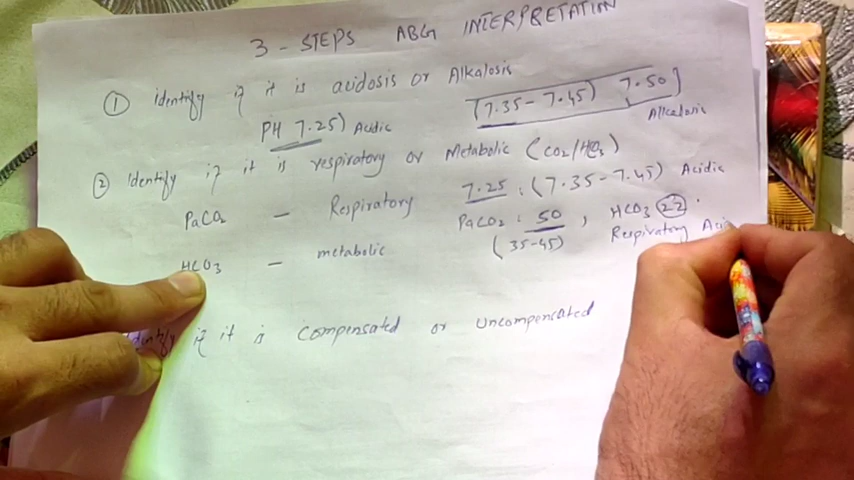 3 - STEPS ABG INTERPRETATION
① identify if it is acidosis or Alkalosis
PH 7.25) Acidic (7.35 - 7.45) 7.50]
Alkalosis
② identify if it is respiratory or Metabolic (CO2/HCO3)
7.25 : (7.35 - 7.45) Acidic
PaCO2 — Respiratory PaCO2 : 50 , HCO3 22 .
HCO3 — metabolic (35-45) Respiratory Aci
identify if it is compensated or uncompensated